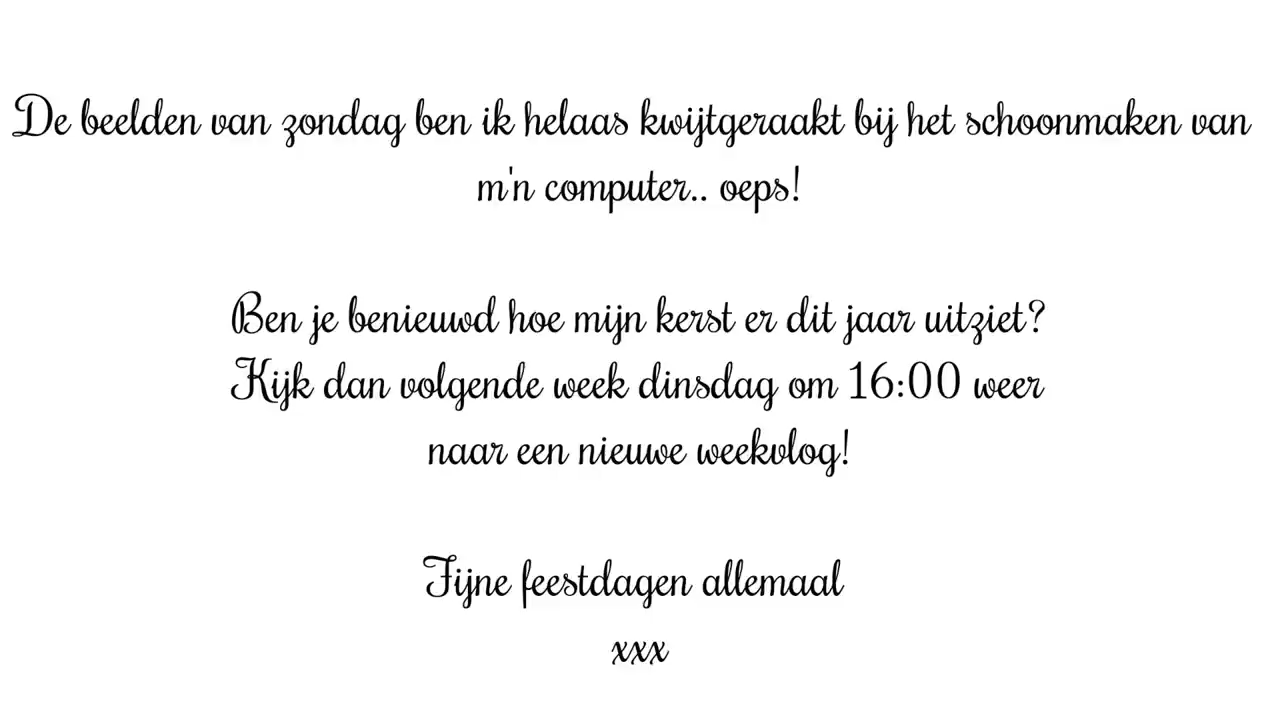 De beelden van zondag ben ik helaas kwijtgeraakt bij het schoonmaken van
m'n computer.. oeps!
Ben je benieuwd hoe mijn kerst er dit jaar uitziet?
Kijk dan volgende week dinsdag om 16:00 weer
naar een nieuwe weekvlog!
Fijne feestdagen allemaal
xxx